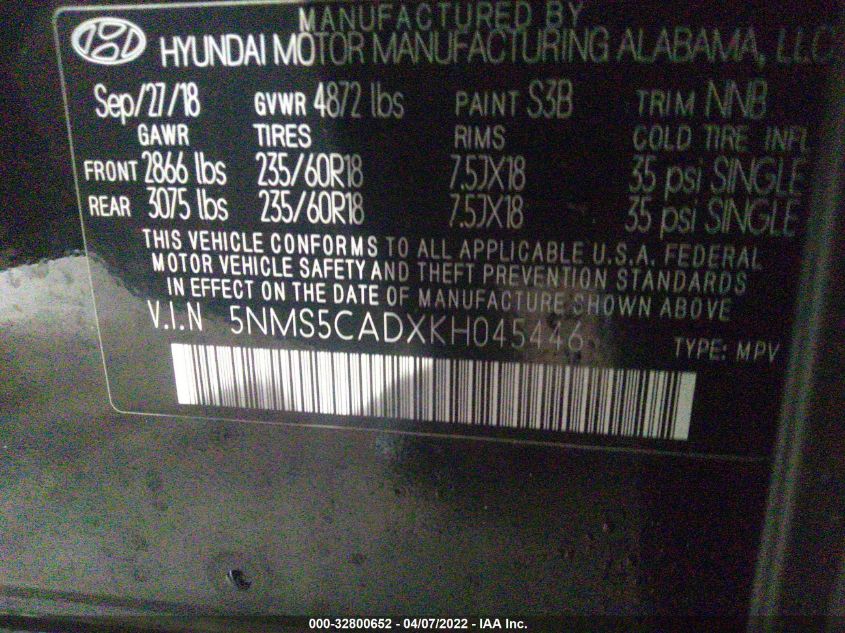 MANUFACTURED BY
HYUNDAI MOTOR MANUFACTURING ALABAMA, LLC
Sep/27/18 GVWR 4872 lbs PAINT S3B TRIM NNB
GAWR TIRES RIMS COLD TIRE INFL
FRONT 2866 lbs 235/60R18 7.5JX18 35 psi SINGLE
REAR 3075 lbs 235/60R18 7.5JX18 35 psi SINGLE
THIS VEHICLE CONFORMS TO ALL APPLICABLE U.S.A. FEDERAL
MOTOR VEHICLE SAFETY AND THEFT PREVENTION STANDARDS
IN EFFECT ON THE DATE OF MANUFACTURE SHOWN ABOVE
V.I.N 5NMS5CADXKH045446 TYPE: MPV
000-32800652 - 04/07/2022 - IAA Inc.